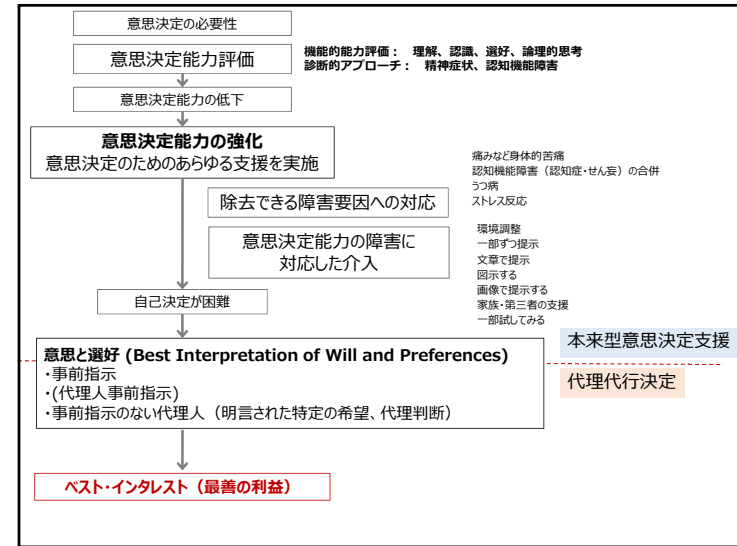 意思決定の必要性
意思決定能力評価
機能的能力評価： 理解、認識、選好、論理的思考
診断的アプローチ： 精神症状、認知機能障害
意思決定能力の低下
意思決定能力の強化
意思決定のためのあらゆる支援を実施
痛みなど身体的苦痛
認知機能障害（認知症・せん妄）の合併
うつ病
ストレス反応
除去できる障害要因への対応
意思決定能力の障害に
対応した介入
環境調整
一部ずつ提示
文章で提示
図示する
画像で提示する
家族・第三者の支援
一部試してみる
自己決定が困難
本来型意思決定支援
意思と選好 (Best Interpretation of Will and Preferences)
・事前指示
・(代理人事前指示)
・事前指示のない代理人（明言された特定の希望、代理判断）
代理代行決定
ベスト・インタレスト（最善の利益）